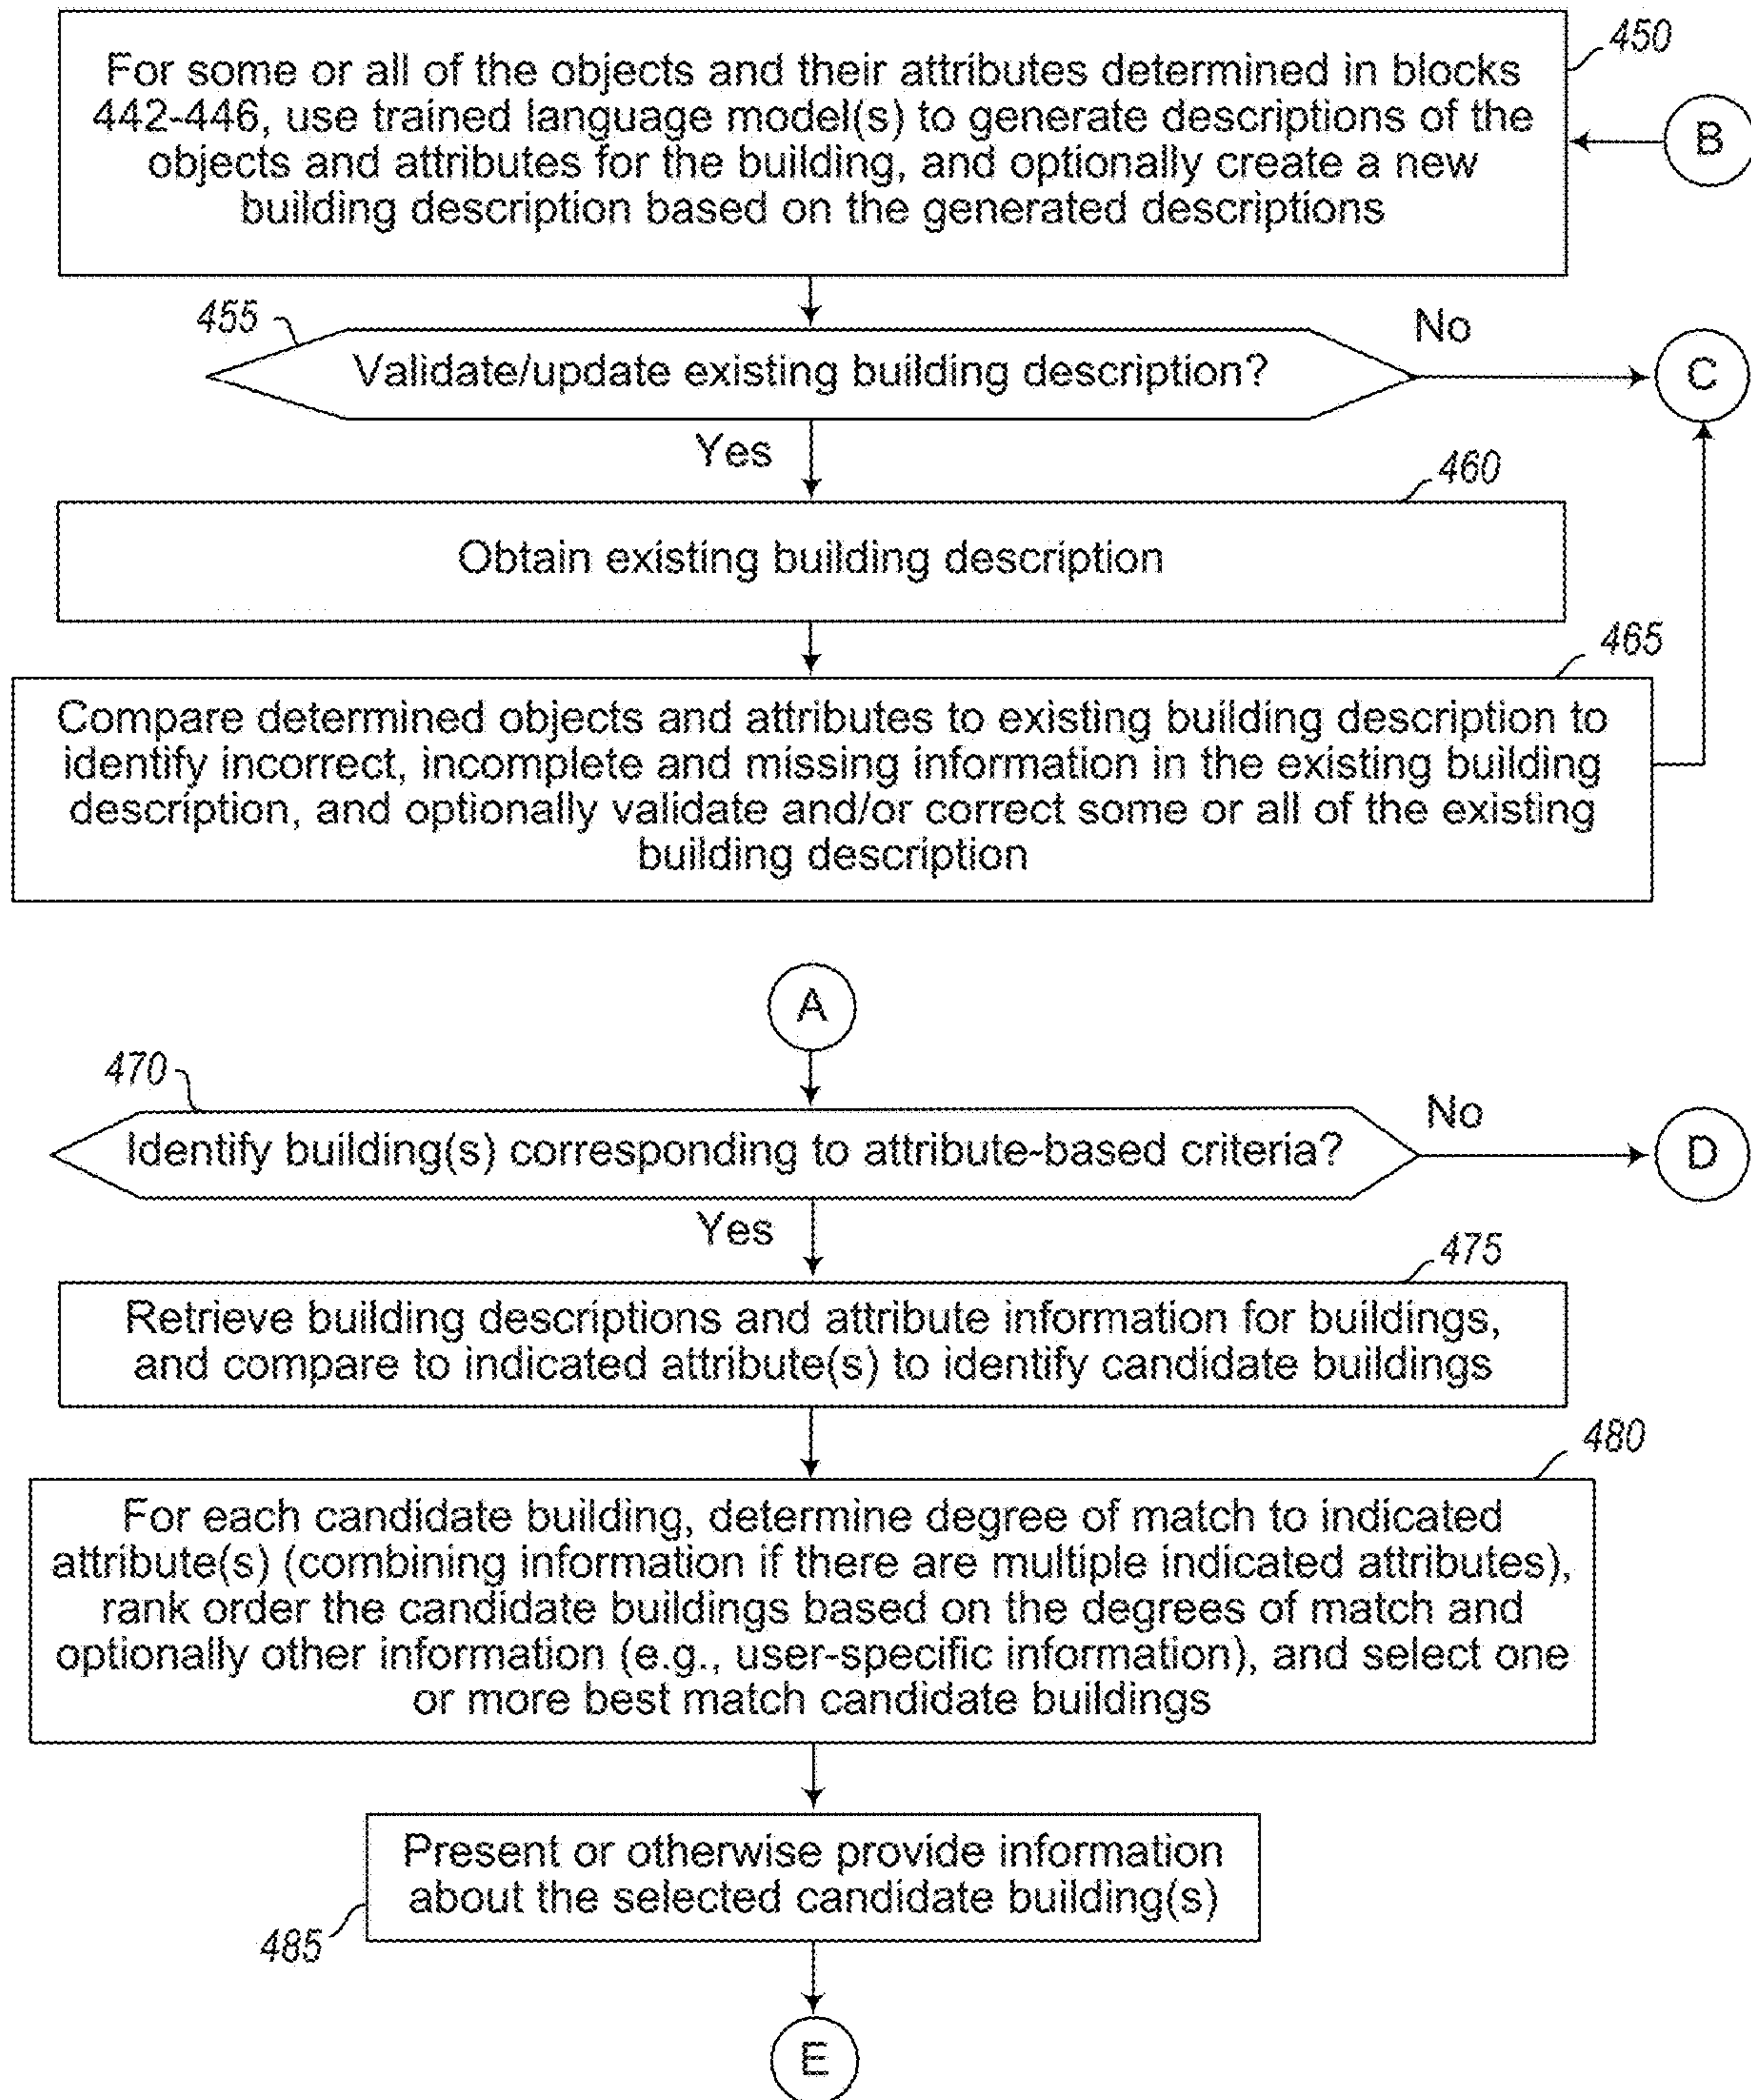 450
For some or all of the objects and their attributes determined in blocks
442-446, use trained language model(s) to generate descriptions of the
objects and attributes for the building, and optionally create a new
building description based on the generated descriptions
B
455
Validate/update existing building description?
No
C
Yes
460
Obtain existing building description
465
Compare determined objects and attributes to existing building description to
identify incorrect, incomplete and missing information in the existing building
description, and optionally validate and/or correct some or all of the existing
building description
A
470
Identify building(s) corresponding to attribute-based criteria?
No
D
Yes
475
Retrieve building descriptions and attribute information for buildings,
and compare to indicated attribute(s) to identify candidate buildings
480
For each candidate building, determine degree of match to indicated
attribute(s) (combining information if there are multiple indicated attributes),
rank order the candidate buildings based on the degrees of match and
optionally other information (e.g., user-specific information), and select one
or more best match candidate buildings
Present or otherwise provide information
about the selected candidate building(s)
485
E